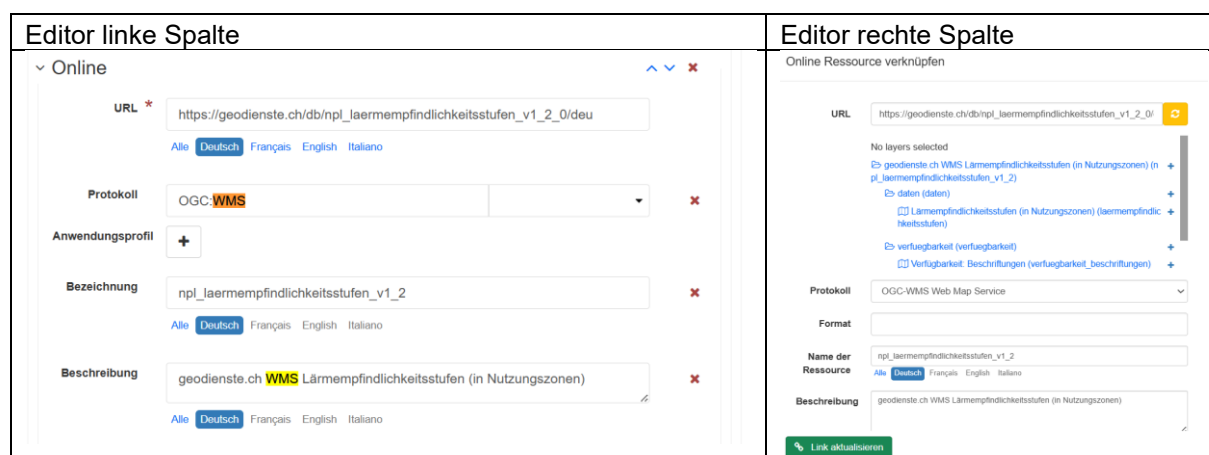 Editor linke Spalte
Online
URL *
https://geodienste.ch/db/npl_laermempfindlichkeitsstufen_v1_2_0/deu
Alle Deutsch Français English Italiano
Protokoll
OGC:WMS
Anwendungsprofil
+
Bezeichnung
npl_laermempfindlichkeitsstufen_v1_2
Alle Deutsch Français English Italiano
Beschreibung
geodienste.ch WMS Lärmempfindlichkeitsstufen (in Nutzungszonen)
Alle Deutsch Français English Italiano
Editor rechte Spalte
Online Ressource verknüpfen
URL
https://geodienste.ch/db/npl_laermempfindlichkeitsstufen_v1_2_0/
No layers selected
geodienste.ch WMS Lärmempfindlichkeitsstufen (in Nutzungszonen) (n
pl_laermempfindlichkeitsstufen_v1_2)
daten (daten)
Lärmempfindlichkeitsstufen (in Nutzungszonen) (laermempfindlic
hkeitsstufen)
verfuegbarkeit (verfuegbarkeit)
Verfügbarkeit: Beschriftungen (verfuegbarkeit_beschriftungen)
Protokoll
OGC-WMS Web Map Service
Format
Name der
Ressource
npl_laermempfindlichkeitsstufen_v1_2
Alle Deutsch Français English Italiano
Beschreibung
geodienste.ch WMS Lärmempfindlichkeitsstufen (in Nutzungszonen)
Link aktualisieren